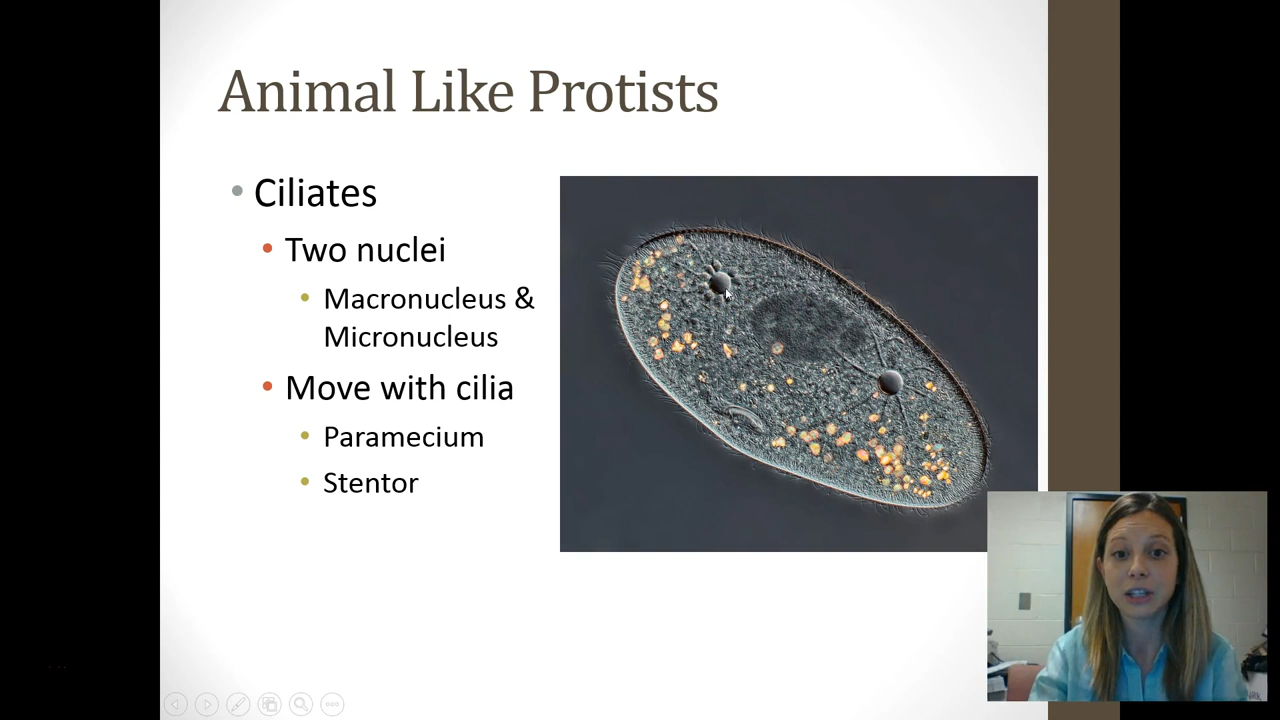 Animal Like Protists
• Ciliates
• Two nuclei
• Macronucleus &
Micronucleus
• Move with cilia
• Paramecium
• Stentor